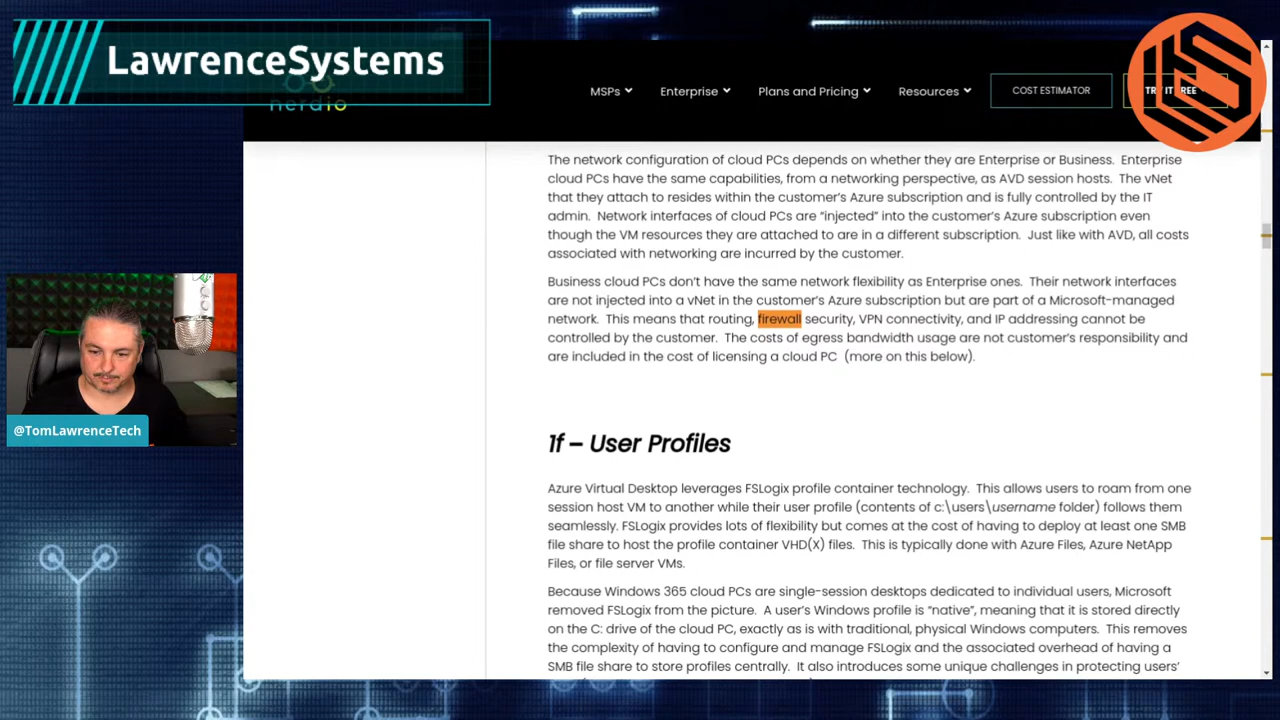 LawrenceSystems
nerdio
MSPs
Enterprise
Plans and Pricing
Resources
COST ESTIMATOR
TRY IT FREE
The network configuration of cloud PCs depends on whether they are Enterprise or Business. Enterprise
cloud PCs have the same capabilities, from a networking perspective, as AVD session hosts. The vNet
that they attach to resides within the customer's Azure subscription and is fully controlled by the IT
admin. Network interfaces of cloud PCs are “injected” into the customer's Azure subscription even
though the VM resources they are attached to are in a different subscription. Just like with AVD, all costs
associated with networking are incurred by the customer.
Business cloud PCs don't have the same network flexibility as Enterprise ones. Their network interfaces
are not injected into a vNet in the customer's Azure subscription but are part of a Microsoft-managed
network. This means that routing, firewall security, VPN connectivity, and IP addressing cannot be
controlled by the customer. The costs of egress bandwidth usage are not customer's responsibility and
are included in the cost of licensing a cloud PC (more on this below).
1f – User Profiles
Azure Virtual Desktop leverages FSLogix profile container technology. This allows users to roam from one
session host VM to another while their user profile (contents of c:\users\username folder) follows them
seamlessly. FSLogix provides lots of flexibility but comes at the cost of having to deploy at least one SMB
file share to host the profile container VHD(X) files. This is typically done with Azure Files, Azure NetApp
Files, or file server VMs.
Because Windows 365 cloud PCs are single-session desktops dedicated to individual users, Microsoft
removed FSLogix from the picture. A user's Windows profile is “native”, meaning that it is stored directly
on the C: drive of the cloud PC, exactly as is with traditional, physical Windows computers. This removes
the complexity of having to configure and manage FSLogix and the associated overhead of having a
SMB file share to store profiles centrally. It also introduces some unique challenges in protecting users'
@TomLawrenceTech